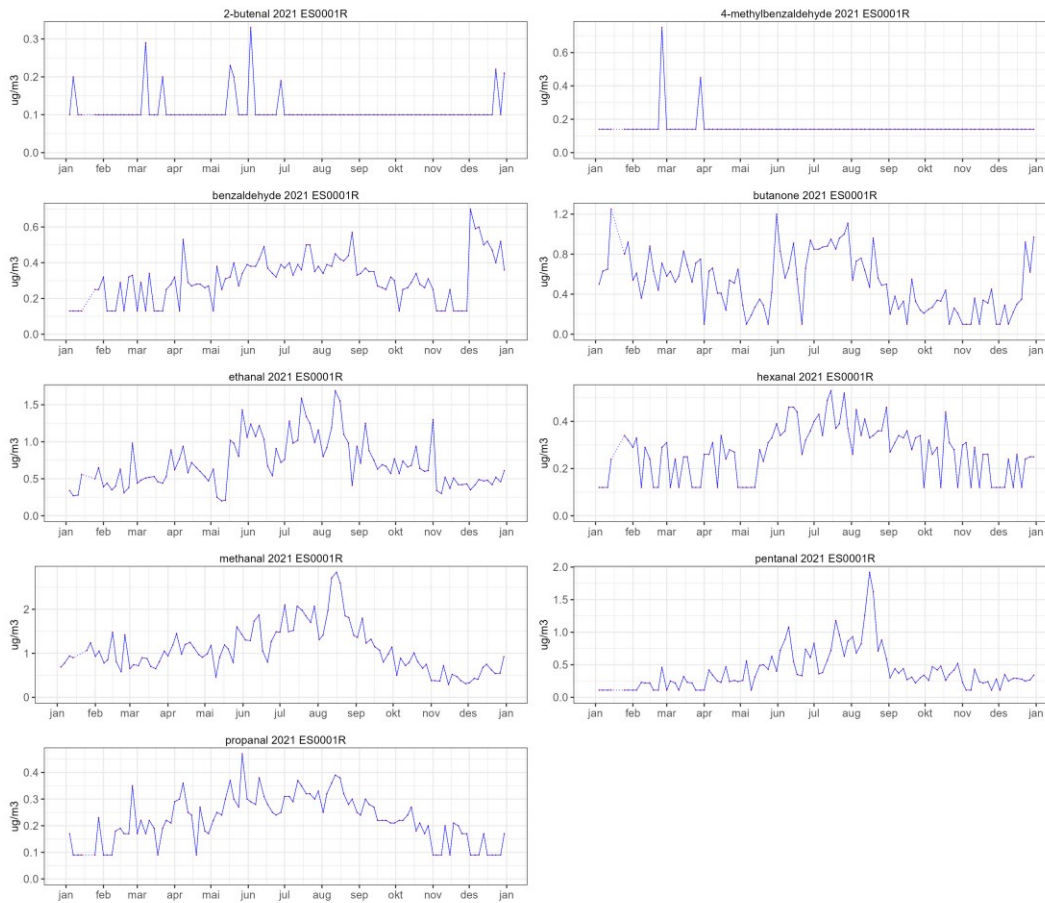 2-butenal 2021 ES0001R
ug/m3
0.3
0.2
0.1
0.0
jan feb mar apr mai jun jul aug sep okt nov des jan
4-methylbenzaldehyde 2021 ES0001R
ug/m3
0.6
0.4
0.2
0.0
jan feb mar apr mai jun jul aug sep okt nov des jan
benzaldehyde 2021 ES0001R
ug/m3
0.6
0.4
0.2
0.0
jan feb mar apr mai jun jul aug sep okt nov des jan
butanone 2021 ES0001R
ug/m3
1.2
0.8
0.4
0.0
jan feb mar apr mai jun jul aug sep okt nov des jan
ethanal 2021 ES0001R
ug/m3
1.5
1.0
0.5
0.0
jan feb mar apr mai jun jul aug sep okt nov des jan
hexanal 2021 ES0001R
ug/m3
0.4
0.2
0.0
jan feb mar apr mai jun jul aug sep okt nov des jan
methanal 2021 ES0001R
ug/m3
2
1
0
jan feb mar apr mai jun jul aug sep okt nov des jan
pentanal 2021 ES0001R
ug/m3
2.0
1.5
1.0
0.5
0.0
jan feb mar apr mai jun jul aug sep okt nov des jan
propanal 2021 ES0001R
ug/m3
0.4
0.3
0.2
0.1
0.0
jan feb mar apr mai jun jul aug sep okt nov des jan